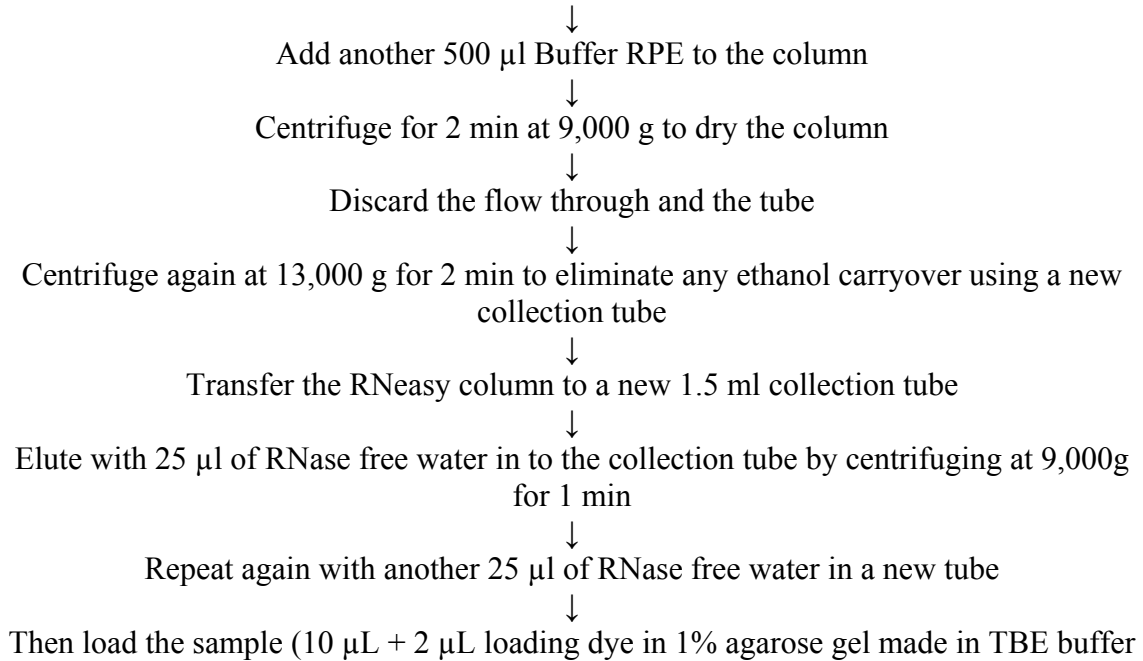 ↓
Add another 500 µl Buffer RPE to the column
↓
Centrifuge for 2 min at 9,000 g to dry the column
↓
Discard the flow through and the tube
↓
Centrifuge again at 13,000 g for 2 min to eliminate any ethanol carryover using a new
collection tube
↓
Transfer the RNeasy column to a new 1.5 ml collection tube
↓
Elute with 25 µl of RNase free water in to the collection tube by centrifuging at 9,000g
for 1 min
↓
Repeat again with another 25 µl of RNase free water in a new tube
↓
Then load the sample (10 µL + 2 µL loading dye in 1% agarose gel made in TBE buffer